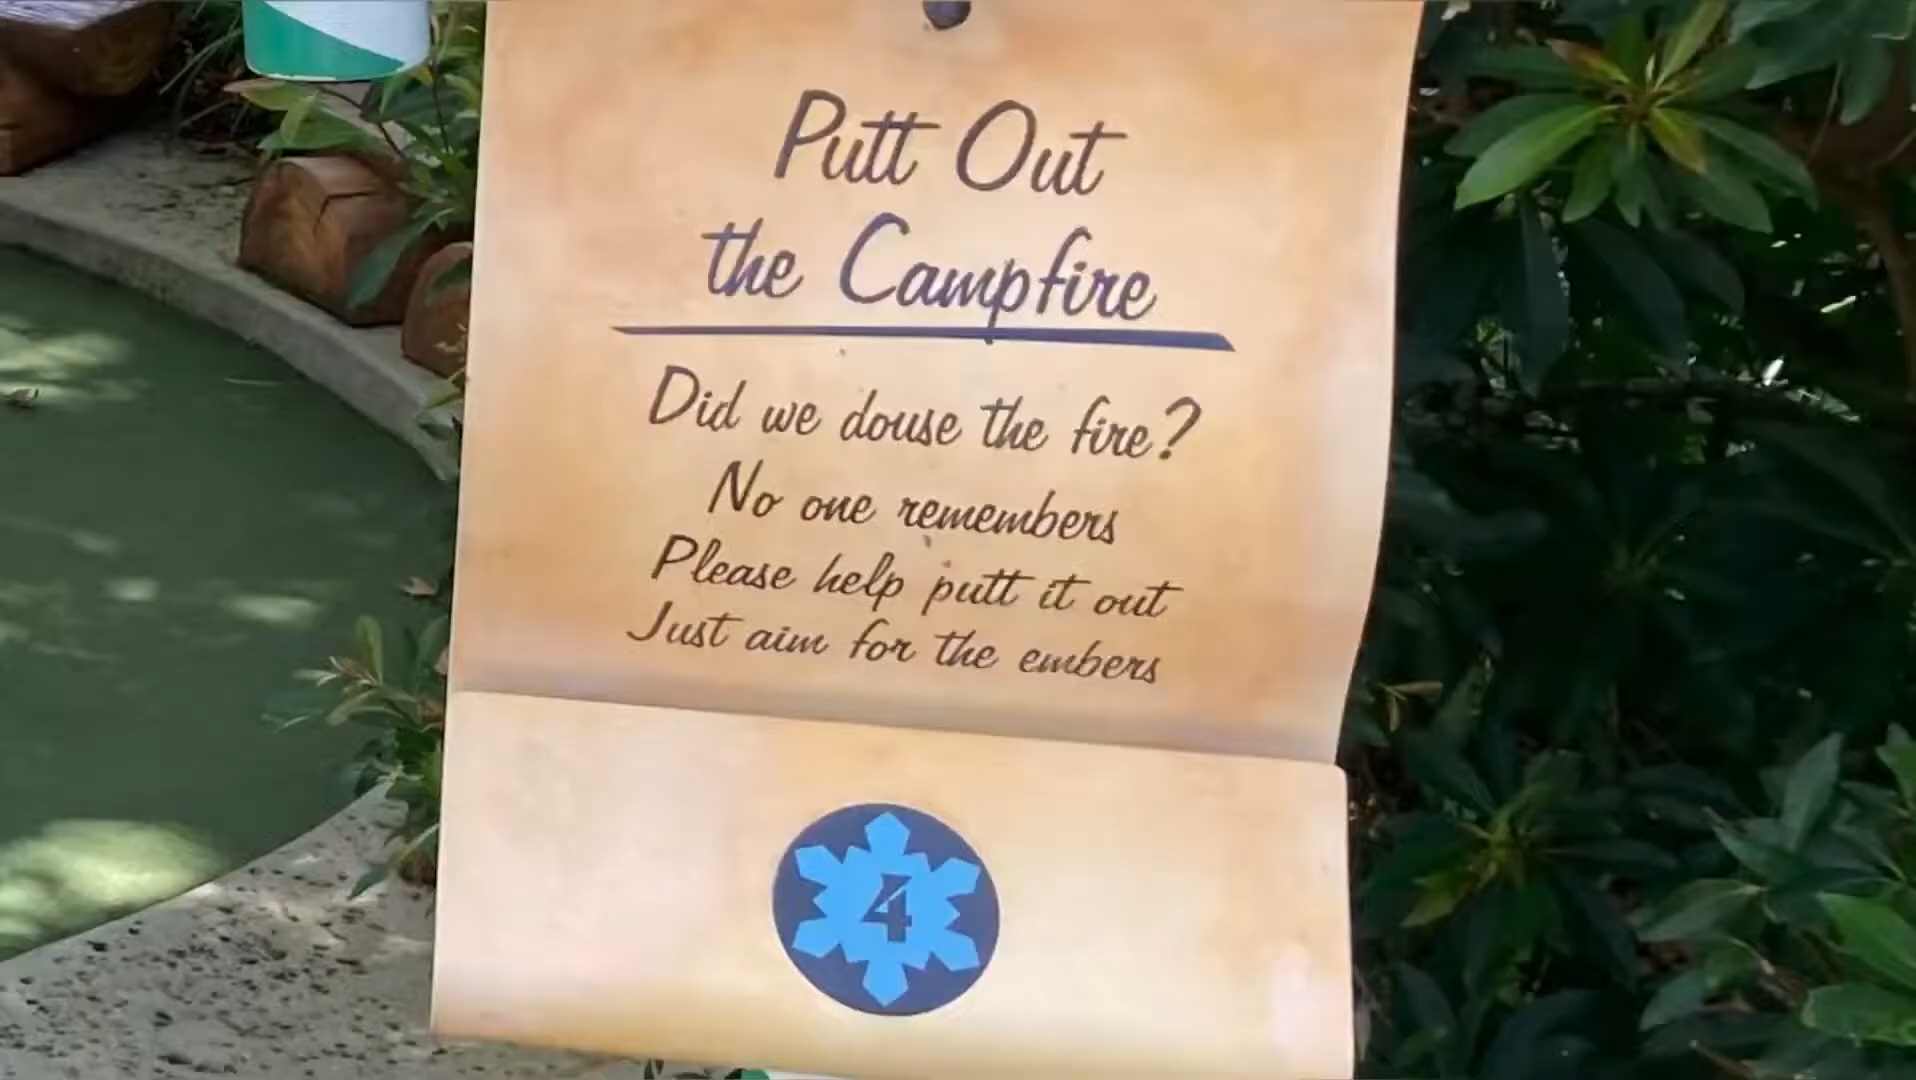 Putt Out
the Campfire
Did we douse the fire?
No one remembers
Please help putt it out
Just aim for the embers
4